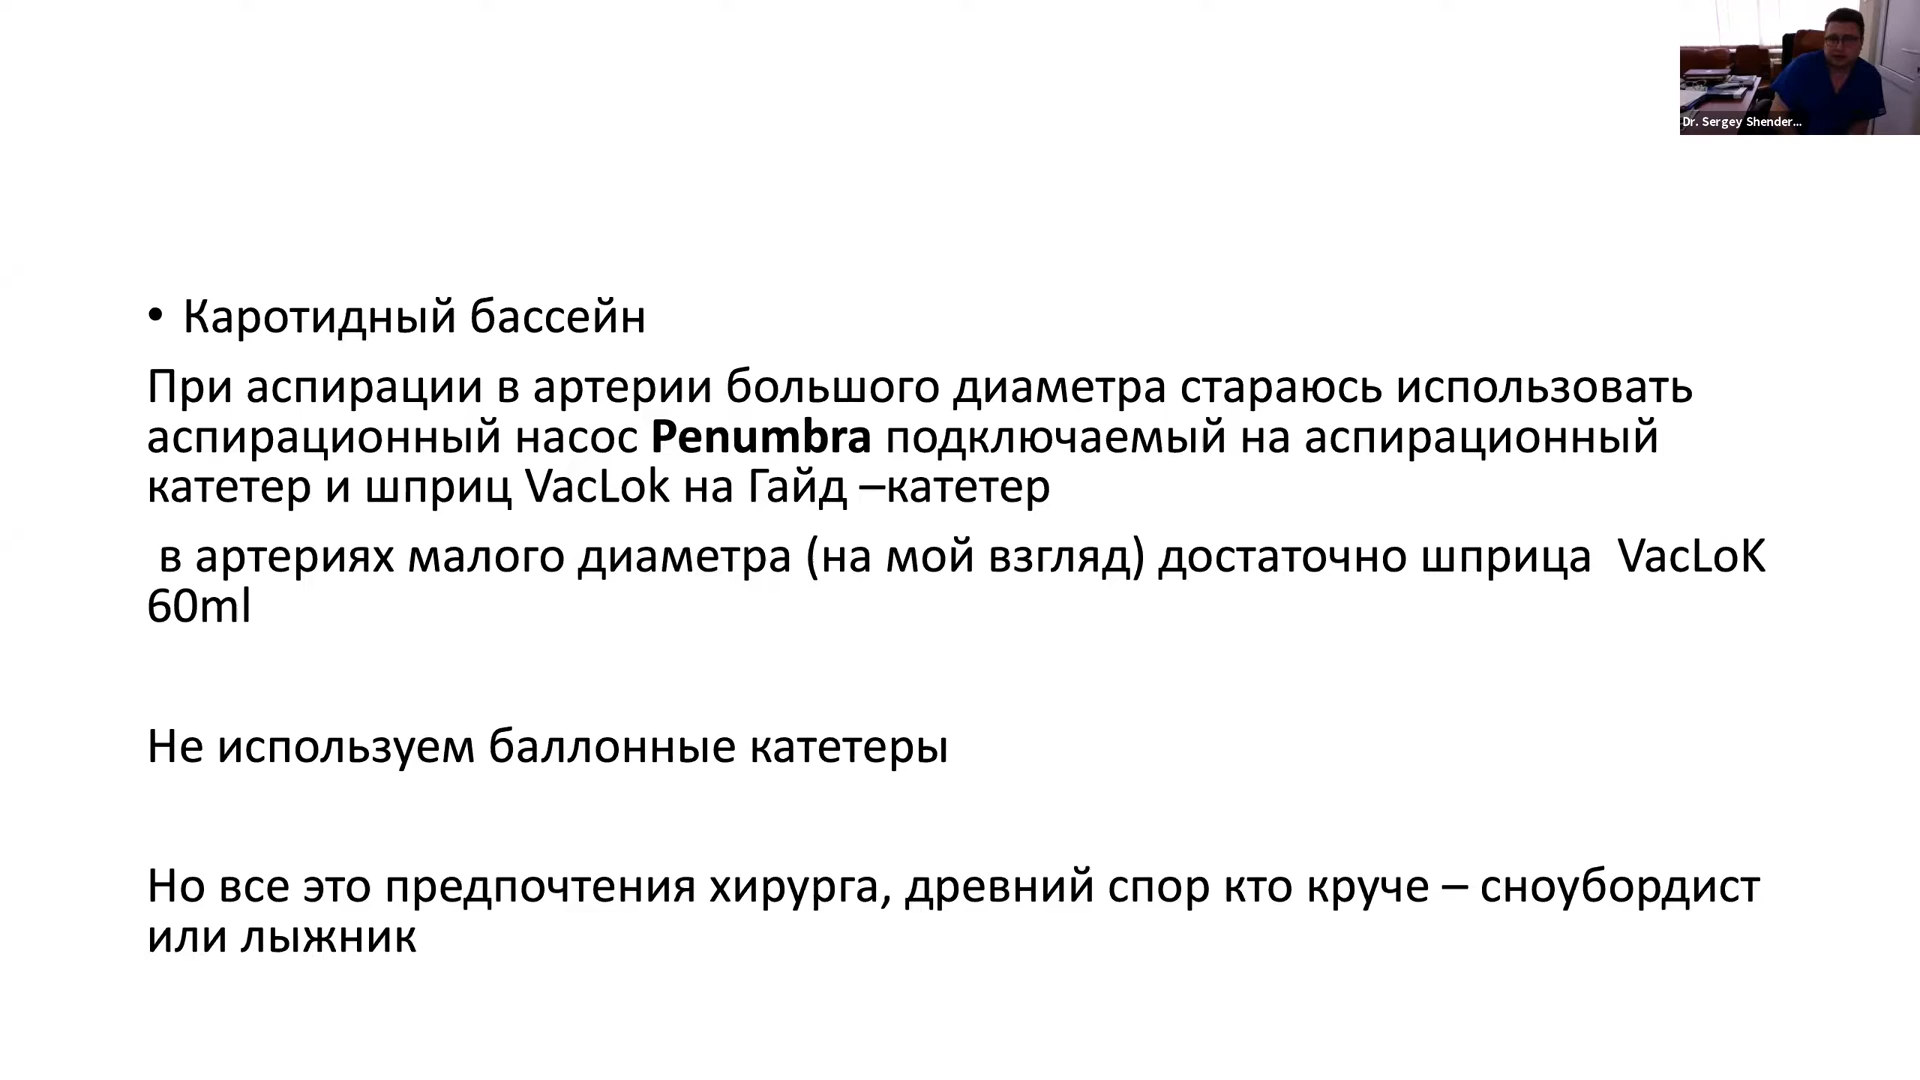 Dr. Sergey Shender...
• Каротидный бассейн
При аспирации в артерии большого диаметра стараюсь использовать
аспирационный насос Penumbra подключаемый на аспирационный
катетер и шприц VacLok на Гайд –катетер
в артериях малого диаметра (на мой взгляд) достаточно шприца VacLoK
60ml
Не используем баллонные катетеры
Но все это предпочтения хирурга, древний спор кто круче – сноубордист
или лыжник